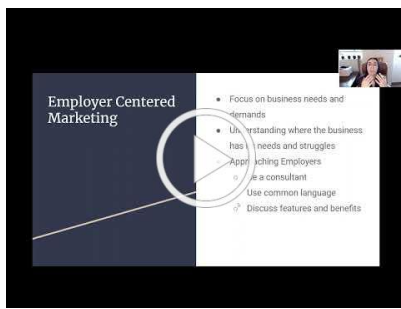 Employer Centered
Marketing
Focus on business needs and
demands
Understanding where the business
has needs and struggles
Approaching Employers
a consultant
Use common language
Discuss features and benefits